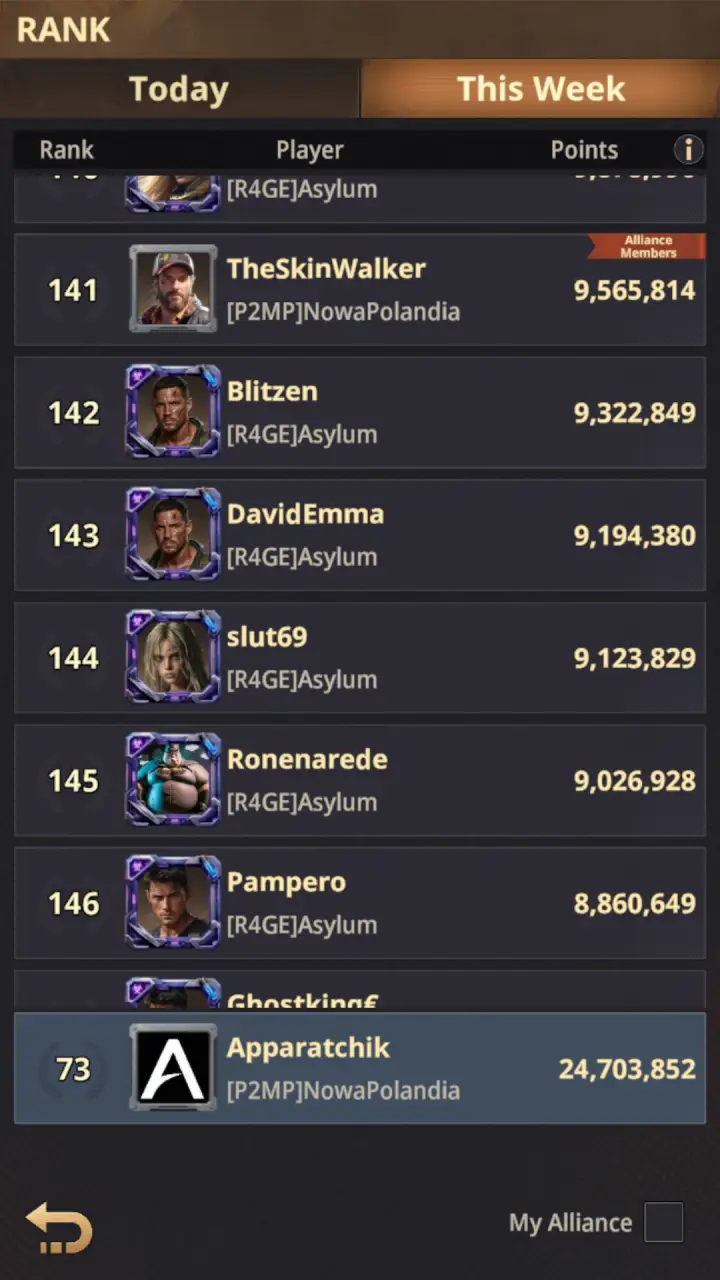 RANK
Today
This Week
Rank
Player
Points
[R4GE]Asylum
141
TheSkinWalker
[P2MP]NowaPolandia
Alliance
Members
9,565,814
142
Blitzen
[R4GE]Asylum
9,322,849
143
DavidEmma
[R4GE]Asylum
9,194,380
144
slut69
[R4GE]Asylum
9,123,829
145
Ronenarede
[R4GE]Asylum
9,026,928
146
Pampero
[R4GE]Asylum
8,860,649
Ghostking€
73
A
Apparatchik
[P2MP]NowaPolandia
24,703,852
My Alliance